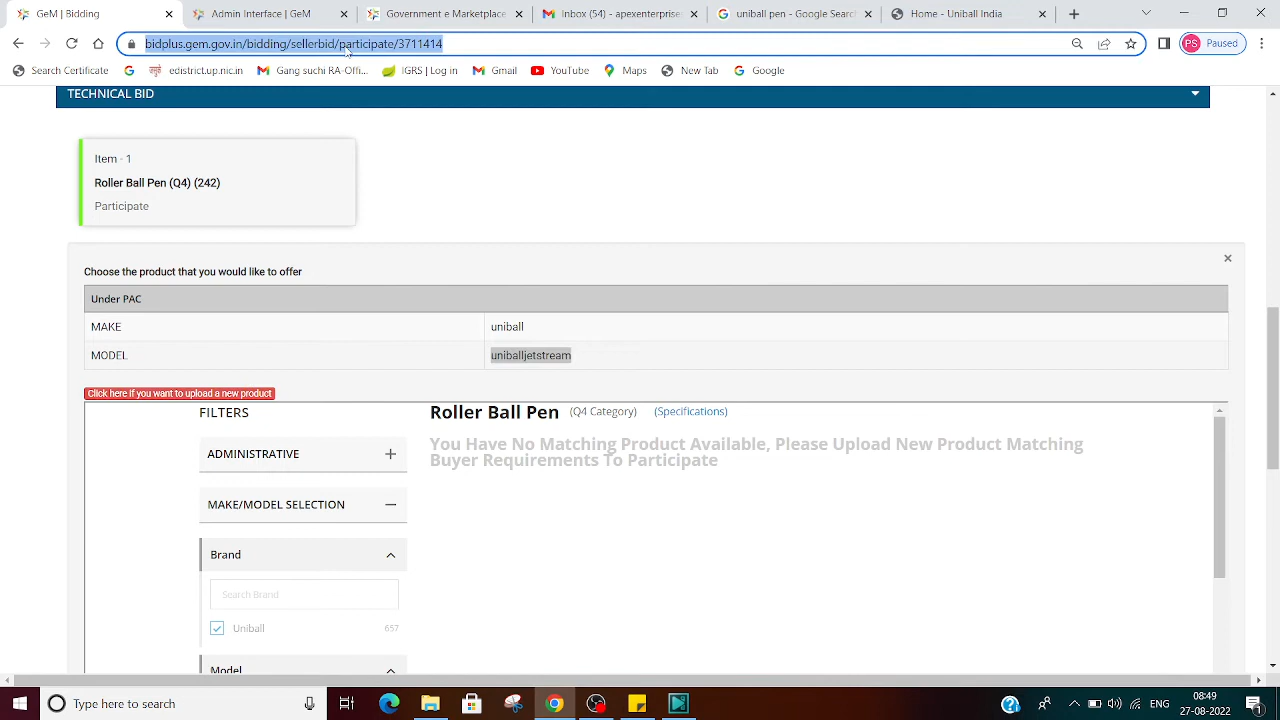 Bidding | GeM
Adding Items | GeM
Government Marketplace
Inbox (54) - apexenterprises
uniball pen - Google Search
Home - Uniball India
bidplus.gem.gov.in/bidding/sellerbid/participate/3711414
PS Paused
Search Certificate
edistrict.up.nic.in
Gang suchi RA Offi...
IGRS | Log in
Gmail
YouTube
Maps
New Tab
Google
TECHNICAL BID
Item - 1
Roller Ball Pen (Q4) (242)
Participate
Choose the product that you would like to offer
Under PAC
MAKE uniball
MODEL uniballjetstream
Click here if you want to upload a new product
FILTERS
Roller Ball Pen (Q4 Category) (Specifications)
You Have No Matching Product Available, Please Upload New Product Matching
Buyer Requirements To Participate
ADMINISTRATIVE
MAKE/MODEL SELECTION
Brand
Search Brand
Uniball 657
Model
Type here to search
ENG
08:49
27-08-2022